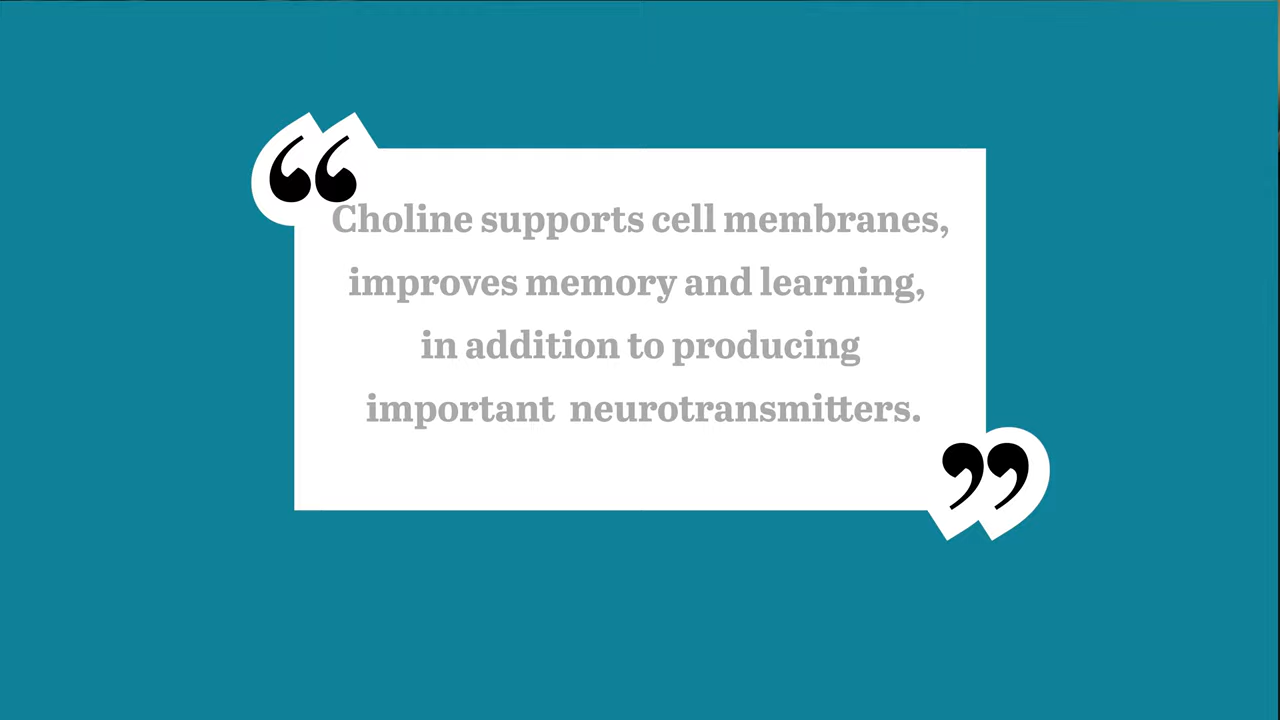 “
Choline supports cell membranes,
improves memory and learning,
in addition to producing
important neurotransmitters.
”